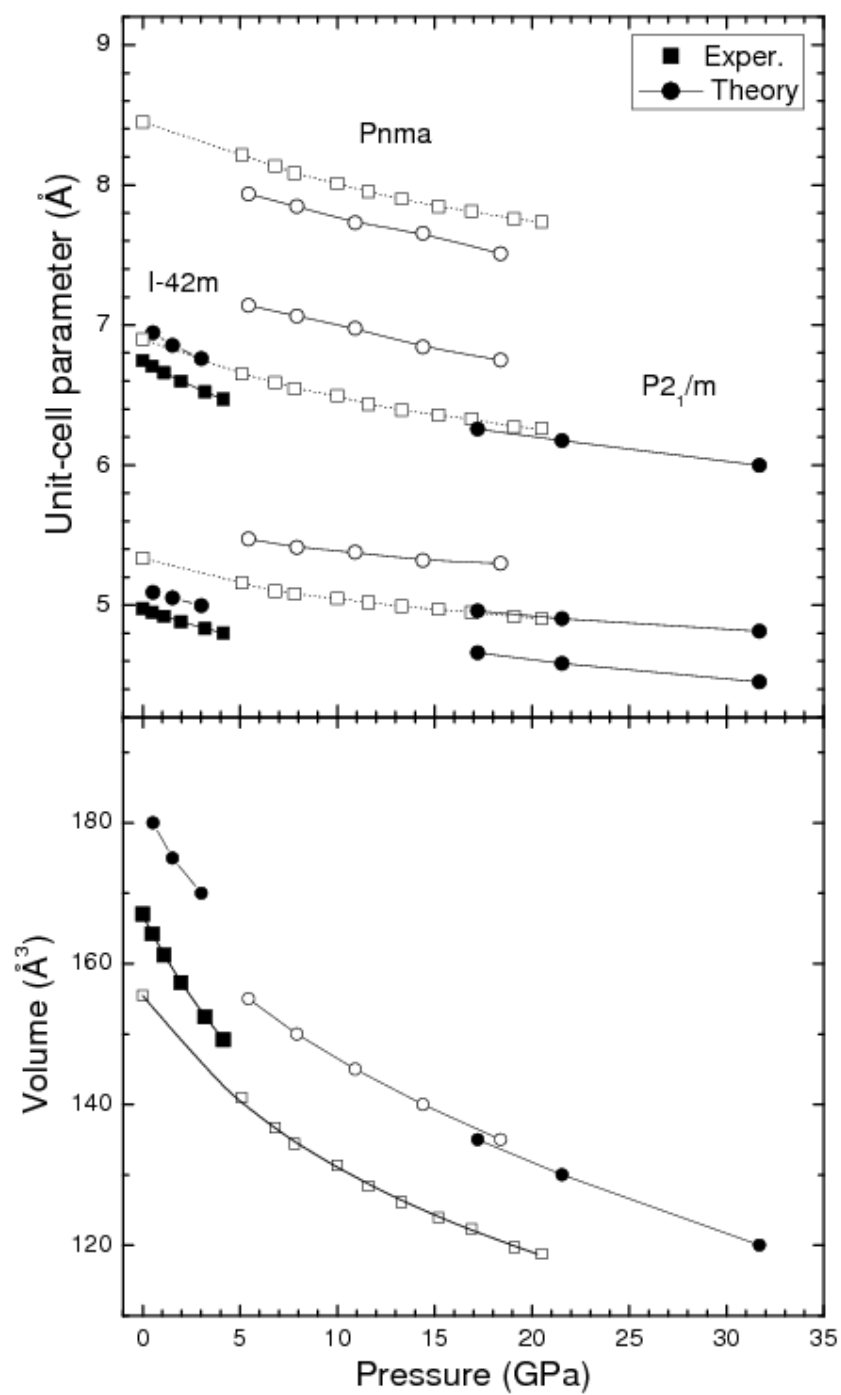 9
8
7
6
5
Unit-cell parameter (Å)
Exper.
Theory
Pnma
I-42m
P2₁/m
180
160
140
120
Volume (Å³)
0 5 10 15 20 25 30 35
Pressure (GPa)